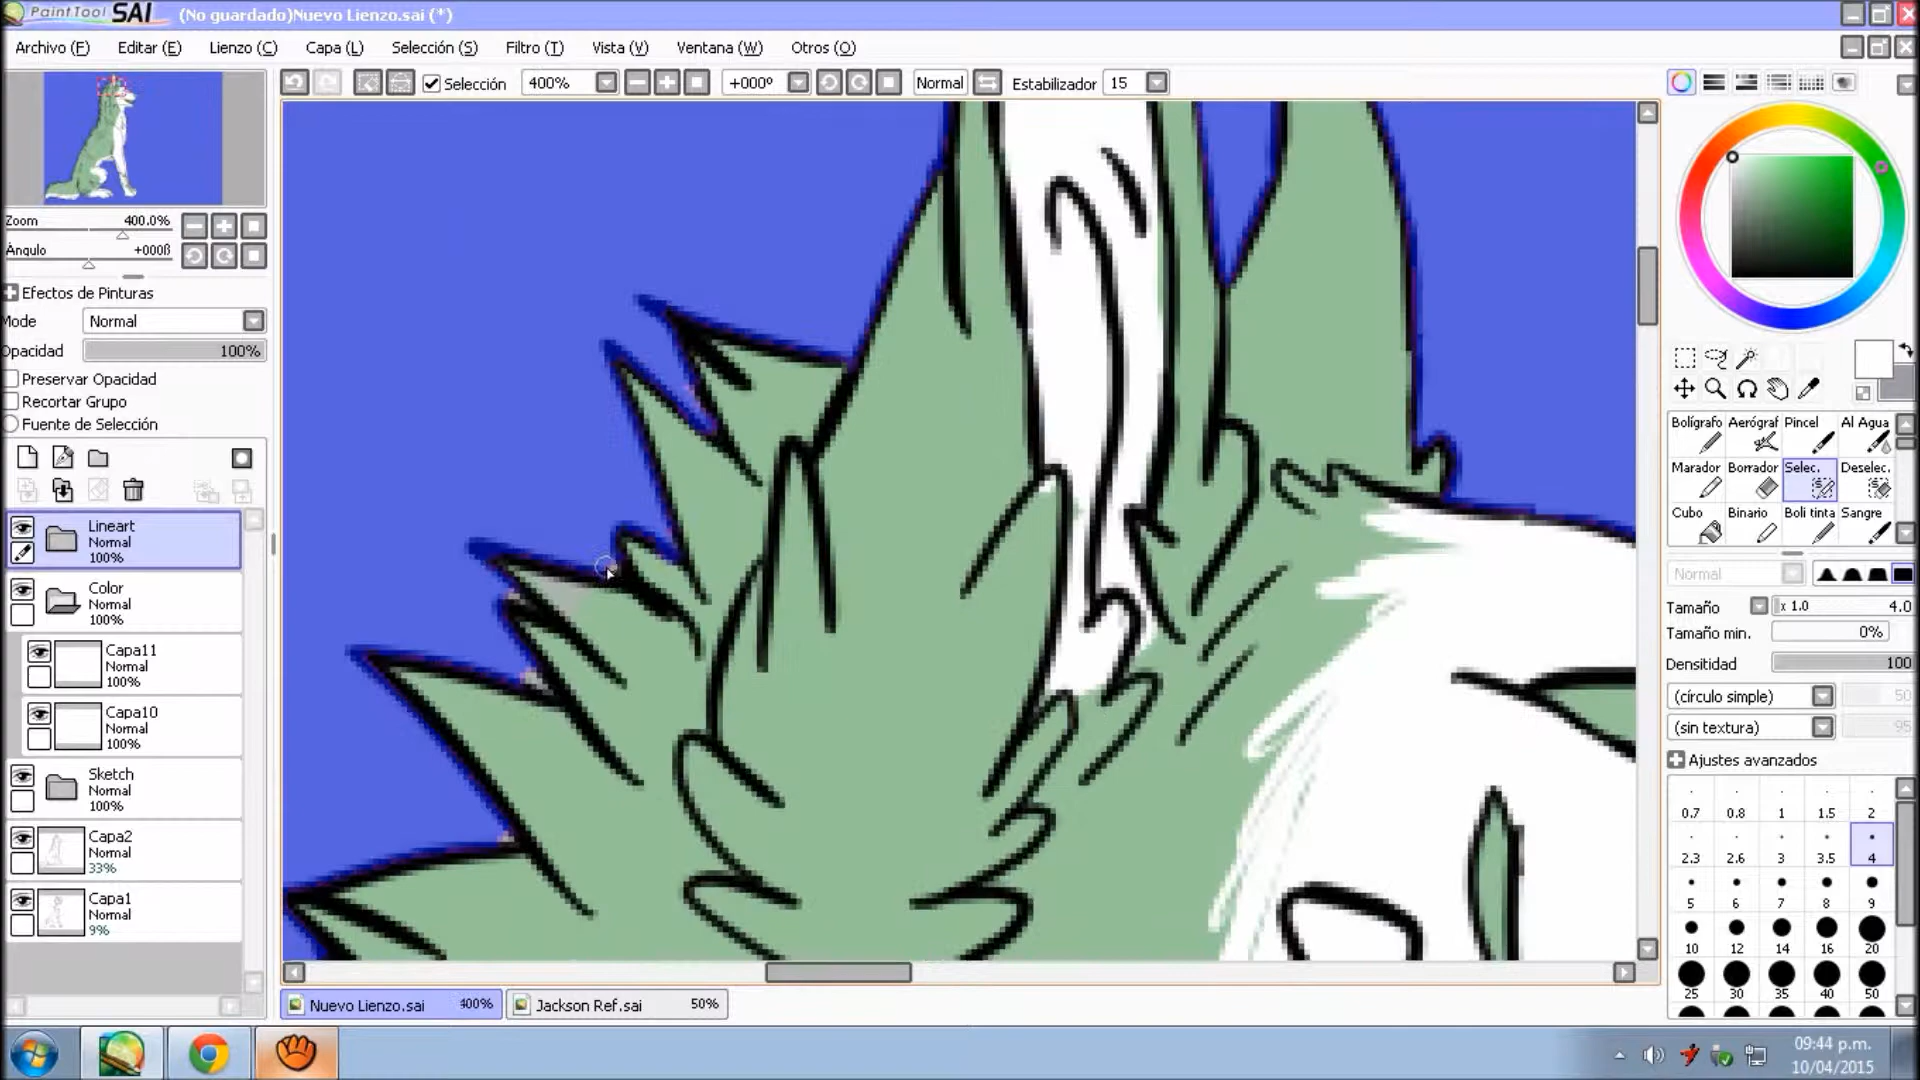 PaintTool SAI (No guardado)Nuevo Lienzo.sai (*)
Archivo (F) Editar (E) Lienzo (C) Capa (L) Selección (S) Filtro (T) Vista (V) Ventana (W) Otros (O)
Selección 400% +000º Normal Estabilizador 15
Zoom 400.0%
Ángulo +000ß
Efectos de Pinturas
Mode Normal
Opacidad 100%
Preservar Opacidad
Recortar Grupo
Fuente de Selección
Lineart
Normal
100%
Color
Normal
100%
Capa11
Normal
100%
Capa10
Normal
100%
Sketch
Normal
100%
Capa2
Normal
33%
Capa1
Normal
9%
Nuevo Lienzo.sai 400% Jackson Ref.sai 50%
Bolígrafo Aerógraf Pincel Al Agua
Marador Borrador Selec. Deselec.
Cubo Binario Boli tinta Sangre
Normal
Tamaño x 1.0 4.0
Tamaño min. 0%
Densitidad 100
(círculo simple) 50
(sin textura) 95
Ajustes avanzados
0.7 0.8 1 1.5 2
2.3 2.6 3 3.5 4
5 6 7 8 9
10 12 14 16 20
25 30 35 40 50
09:44 p.m.
10/04/2015